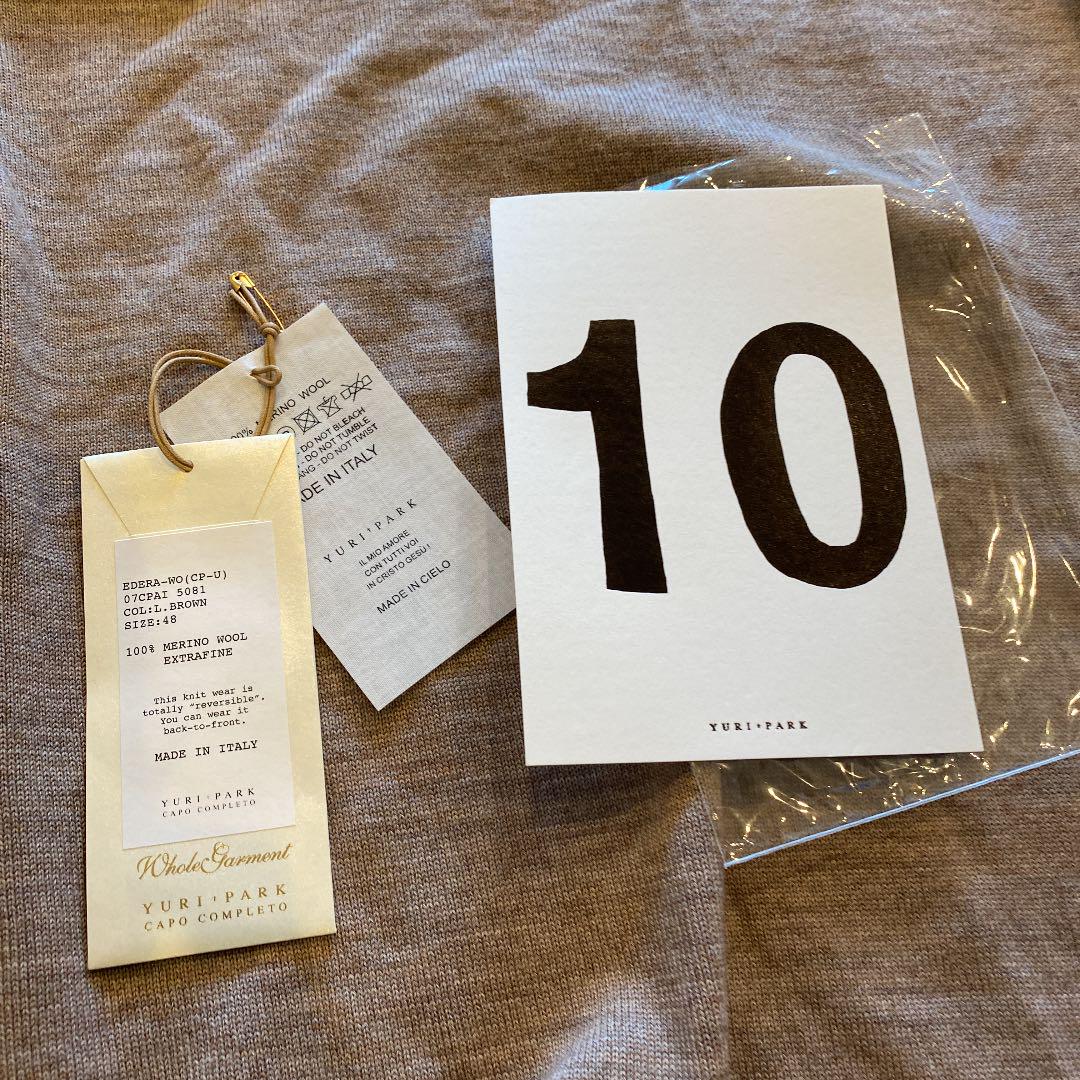 EDERA-WO(CP-U)
07CPAI 5081
COL:L.BROWN
SIZE:48
100% MERINO WOOL
EXTRAFINE
This knit wear is
totally “reversible”.
You can wear it
back-to-front.
MADE IN ITALY
YURI+PARK
CAPO COMPLETO
WholeGarment
YURI+PARK
CAPO COMPLETO
WOOL
DO NOT BLEACH
- DO NOT TUMBLE
- DO NOT TWIST
IN ITALY
YURI+PARK
IL MIO AMORE
CON TUTTI VOI
IN CRISTO GESU !
MADE IN CIELO
10
YURI+PARK